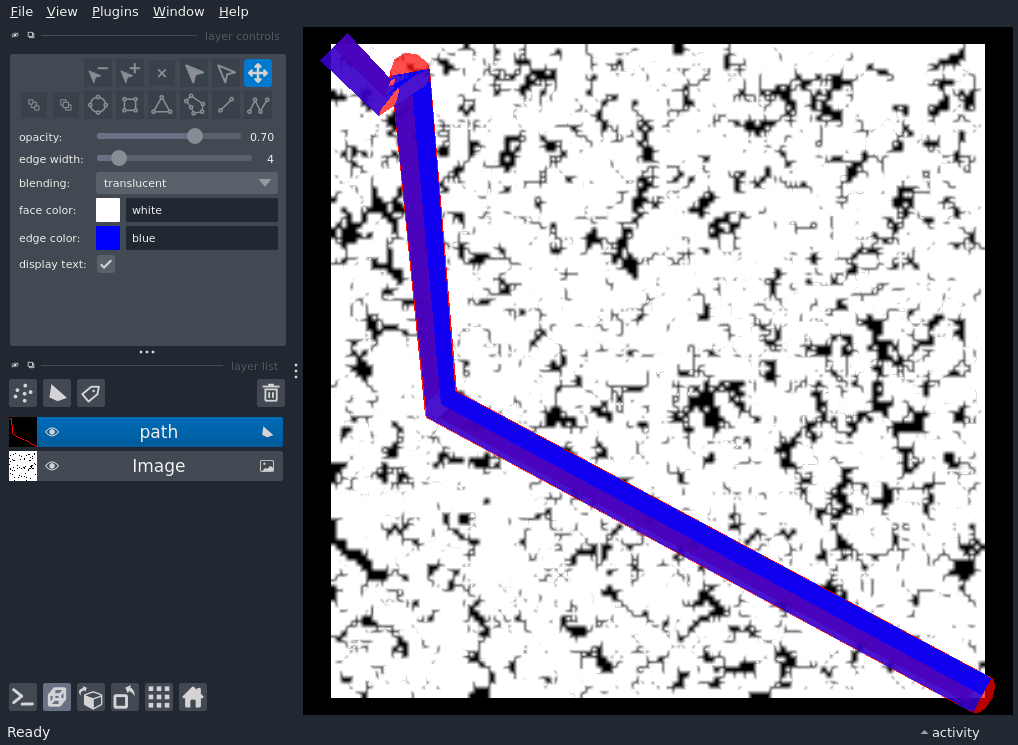 File View Plugins Window Help
layer controls
opacity: 0.70
edge width: 4
blending: translucent
face color: white
edge color: blue
display text:
layer list
path
Image
Ready
activity